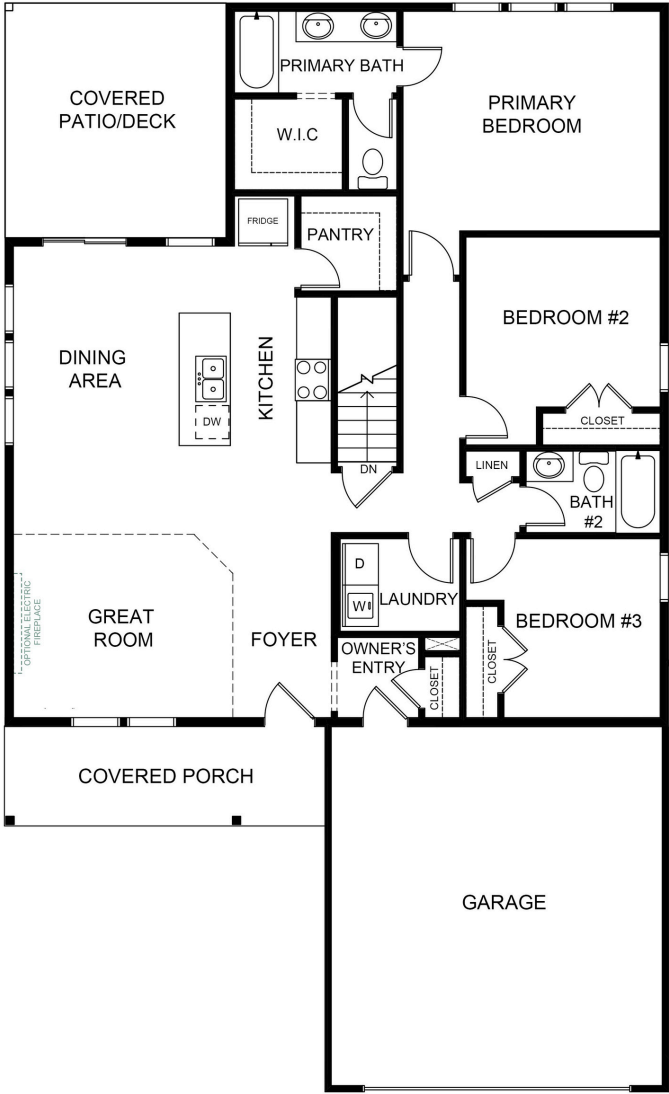 COVERED
PATIO/DECK
PRIMARY BATH
W.I.C
PRIMARY
BEDROOM
FRIDGE
PANTRY
DINING
AREA
KITCHEN
DW
DN
BEDROOM #2
CLOSET
LINEN
BATH
#2
GREAT
ROOM
OPTIONAL ELECTRIC
FIREPLACE
FOYER
D
W
LAUNDRY
OWNER'S
ENTRY
CLOSET
CLOSET
BEDROOM #3
COVERED PORCH
GARAGE